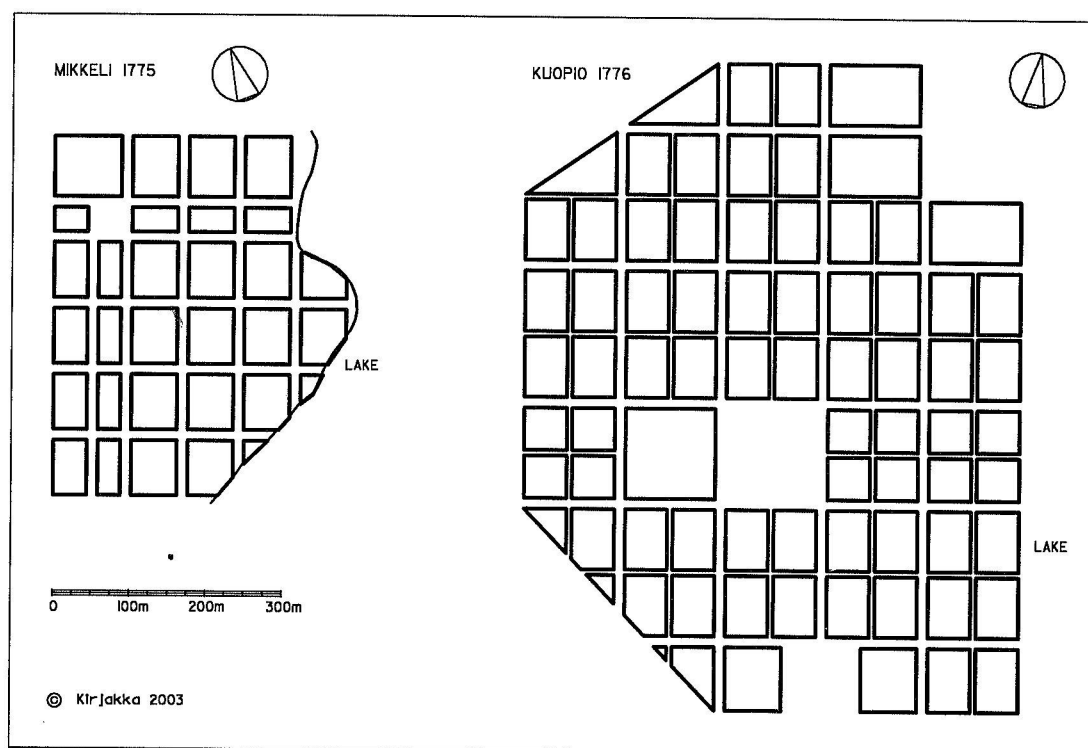 MIKKELI 1775
KUOPIO 1776
LAKE
LAKE
0 100m 200m 300m
© Kirjakka 2003